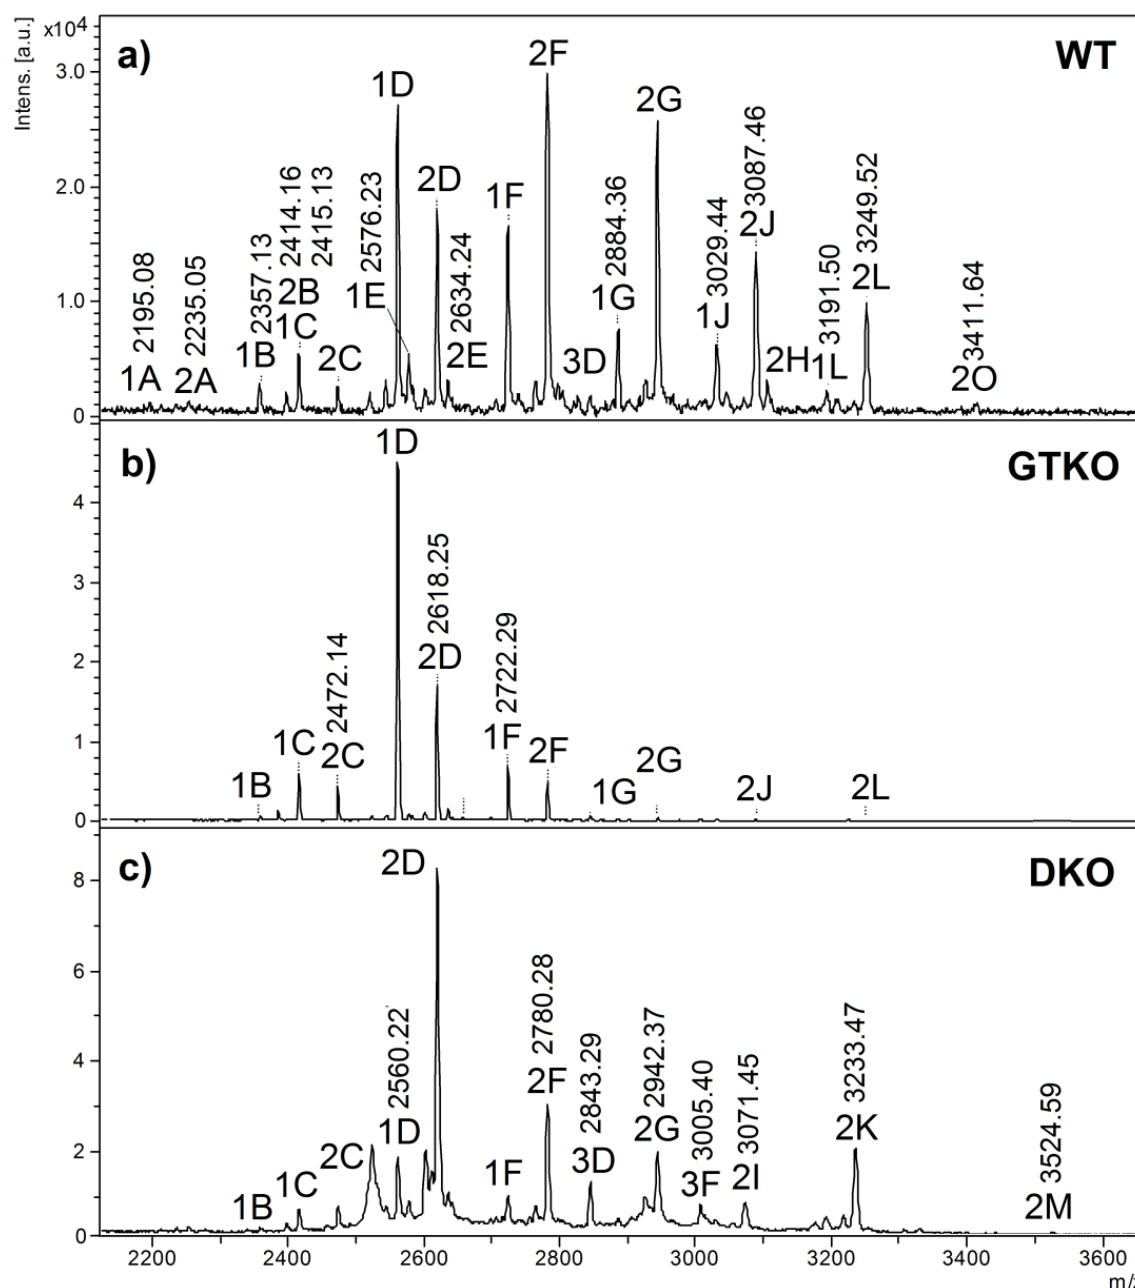 Intens. [a.u.]
x10⁴
a)
WT
3.0
2.0
1.0
0
1A
2195.08
2A
2235.05
1B
2357.13
2B
1C
2414.16
2415.13
2C
1E
2576.23
1D
2D
2E
2634.24
1F
2F
3D
1G
2884.36
2G
1J
3029.44
2J
3087.46
2H
1L
3191.50
2L
3249.52
2O
3411.64
b)
GTKO
4
3
2
1
0
1B
1C
2C
2472.14
1D
2D
2618.25
1F
2722.29
2F
1G
2G
2J
2L
c)
DKO
8
6
4
2
0
1B
1C
2C
1D
2560.22
2D
1F
2F
2780.28
3D
2843.29
2G
2942.37
3F
3005.40
2I
3071.45
2K
3233.47
2M
3524.59
2200 2400 2600 2800 3000 3200 3400 3600